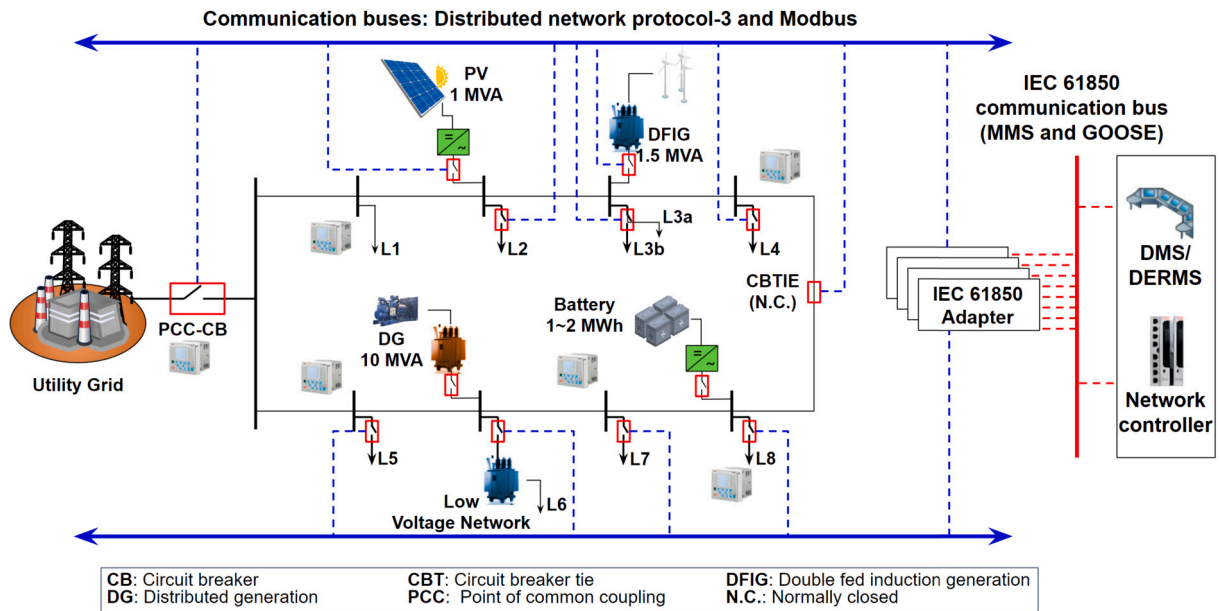 Communication buses: Distributed network protocol-3 and Modbus
PV
1 MVA
DFIG
1.5 MVA
IEC 61850
communication bus
(MMS and GOOSE)
L1
L2
L3a
L3b
L4
CBTIE
(N.C.)
PCC-CB
Utility Grid
DG
10 MVA
Battery
1~2 MWh
IEC 61850
Adapter
DMS/
DERMS
Network
controller
L5
L6
L7
L8
Low
Voltage Network
CB: Circuit breaker
CBT: Circuit breaker tie
DFIG: Double fed induction generation
DG: Distributed generation
PCC: Point of common coupling
N.C.: Normally closed